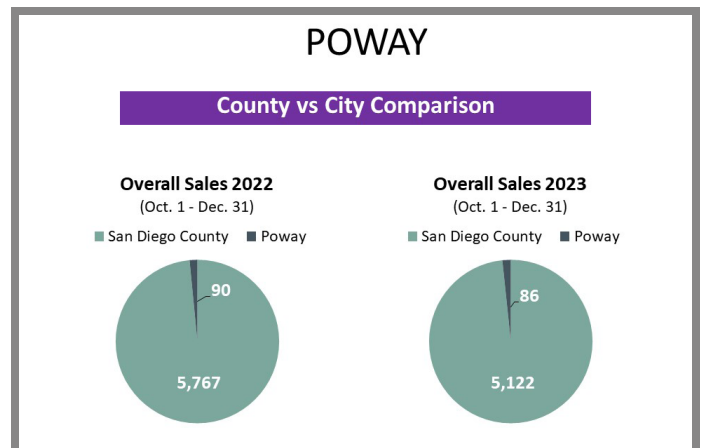 POWAY
County vs City Comparison
Overall Sales 2022
(Oct. 1 - Dec. 31)
San Diego County Poway
90
5,767
Overall Sales 2023
(Oct. 1 - Dec. 31)
San Diego County Poway
86
5,122